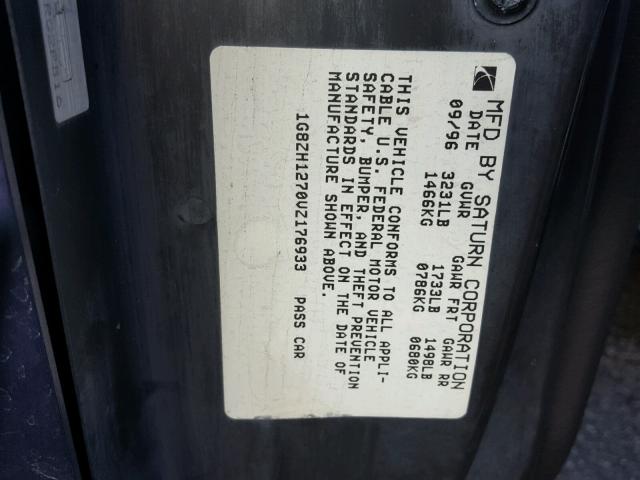 MFD BY SATURN CORPORATION
DATE GVWR GAWR FRT GAWR RR
09/96 3231LB 1733LB 1498LB
1466KG 0786KG 0680KG
THIS VEHICLE CONFORMS TO ALL APPLI-
CABLE U.S. FEDERAL MOTOR VEHICLE
SAFETY, BUMPER, AND THEFT PREVENTION
STANDARDS IN EFFECT ON THE DATE OF
MANUFACTURE SHOWN ABOVE.
1G8ZH1270VZ176933 PASS CAR